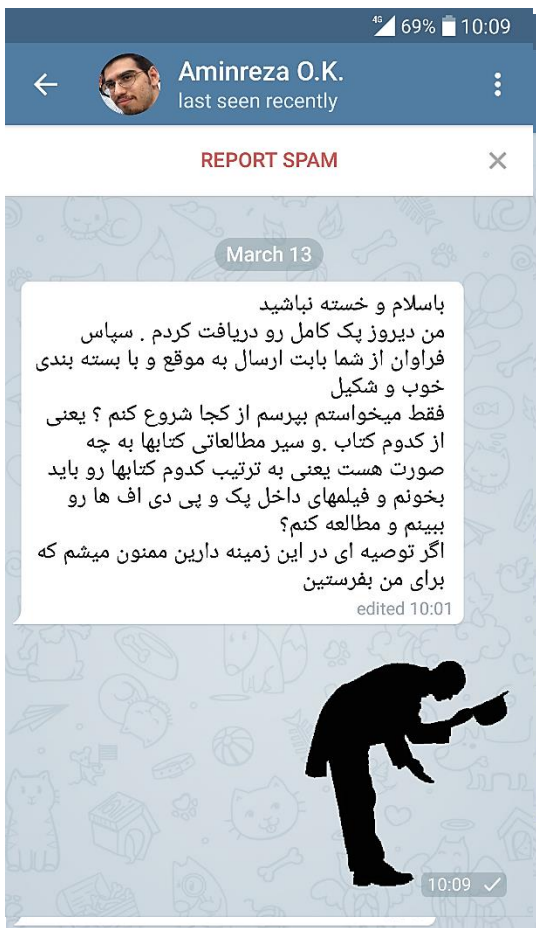 4G 69% 10:09
Aminreza O.K.
last seen recently
REPORT SPAM
March 13
باسلام و خسته نباشید
من دیروز پک کامل رو دریافت کردم . سپاس
فراوان از شما بابت ارسال به موقع و با بسته بندی
خوب و شکیل
فقط میخواستم بپرسم از کجا شروع کنم ؟ یعنی
از کدوم کتاب .و سیر مطالعاتی کتابها به چه
صورت هست یعنی به ترتیب کدوم کتابها رو باید
بخونم و فیلمهای داخل پک و پی دی اف ها رو
ببینم و مطالعه کنم؟
اگر توصیه ای در این زمینه دارین ممنون میشم که
برای من بفرستین
edited 10:01
10:09